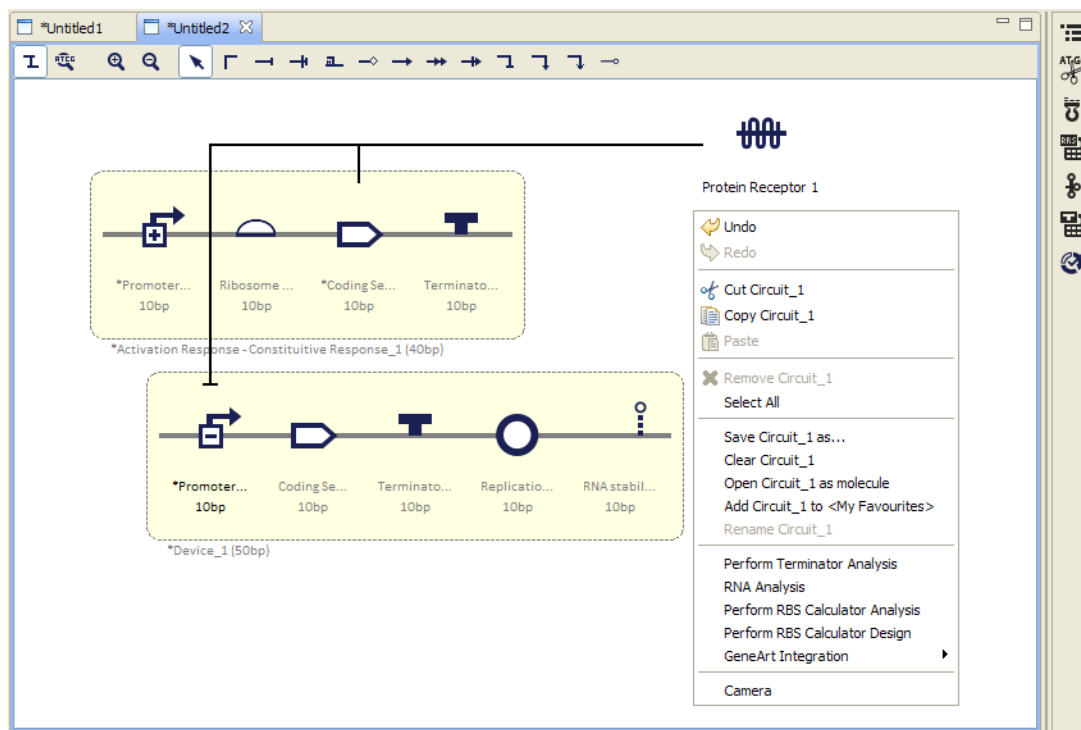 *Untitled1
*Untitled2
ATCG
Protein Receptor 1
*Promoter... Ribosome ... *Coding Se... Terminato...
10bp 10bp 10bp 10bp
*Activation Response - Constituitive Response_1 (40bp)
*Promoter... Coding Se... Terminato... Replicatio... RNA stabil...
10bp 10bp 10bp 10bp 10bp
*Device_1 (50bp)
Undo
Redo
Cut Circuit_1
Copy Circuit_1
Paste
Remove Circuit_1
Select All
Save Circuit_1 as...
Clear Circuit_1
Open Circuit_1 as molecule
Add Circuit_1 to <My Favourites>
Rename Circuit_1
Perform Terminator Analysis
RNA Analysis
Perform RBS Calculator Analysis
Perform RBS Calculator Design
GeneArt Integration
Camera
RBS